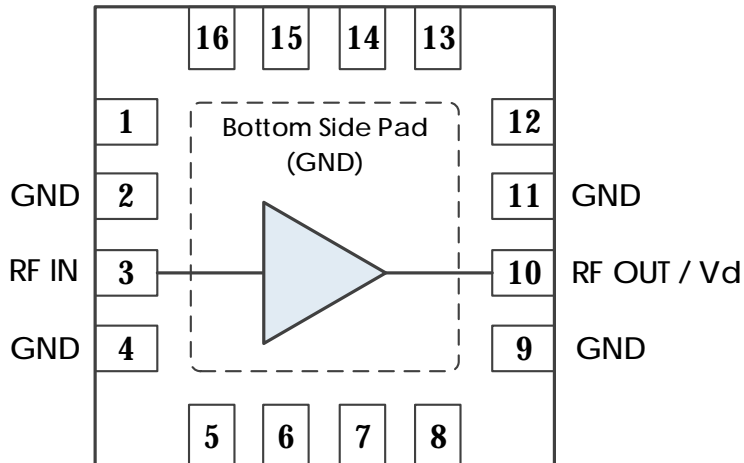 16 15 14 13
1 Bottom Side Pad 12
(GND)
GND 2 11 GND
RF IN 3 10 RF OUT / Vd
GND 4 9 GND
5 6 7 8